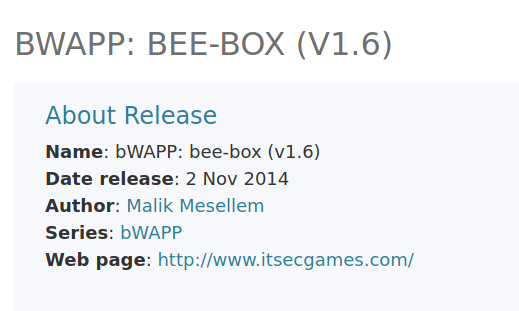 BWAPP: BEE-BOX (V1.6)
About Release
Name: bWAPP: bee-box (v1.6)
Date release: 2 Nov 2014
Author: Malik Mesellem
Series: bWAPP
Web page: http://www.itsecgames.com/